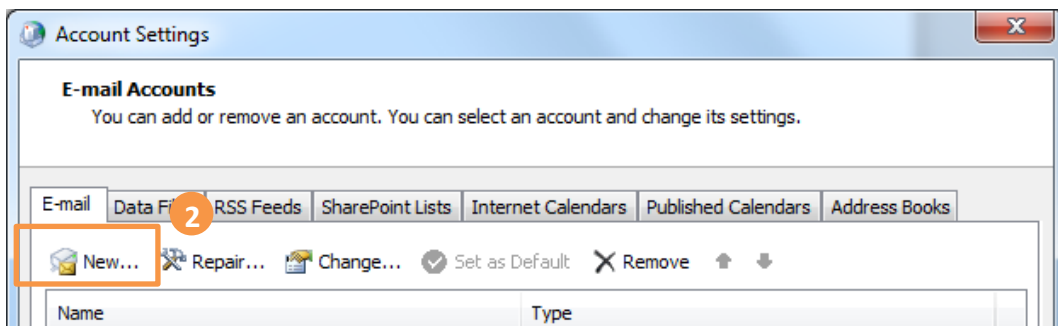 Account Settings
E-mail Accounts
You can add or remove an account. You can select an account and change its settings.
E-mail Data 2 RSS Feeds SharePoint Lists Internet Calendars Published Calendars Address Books
New... Repair... Change... Set as Default Remove
Name Type